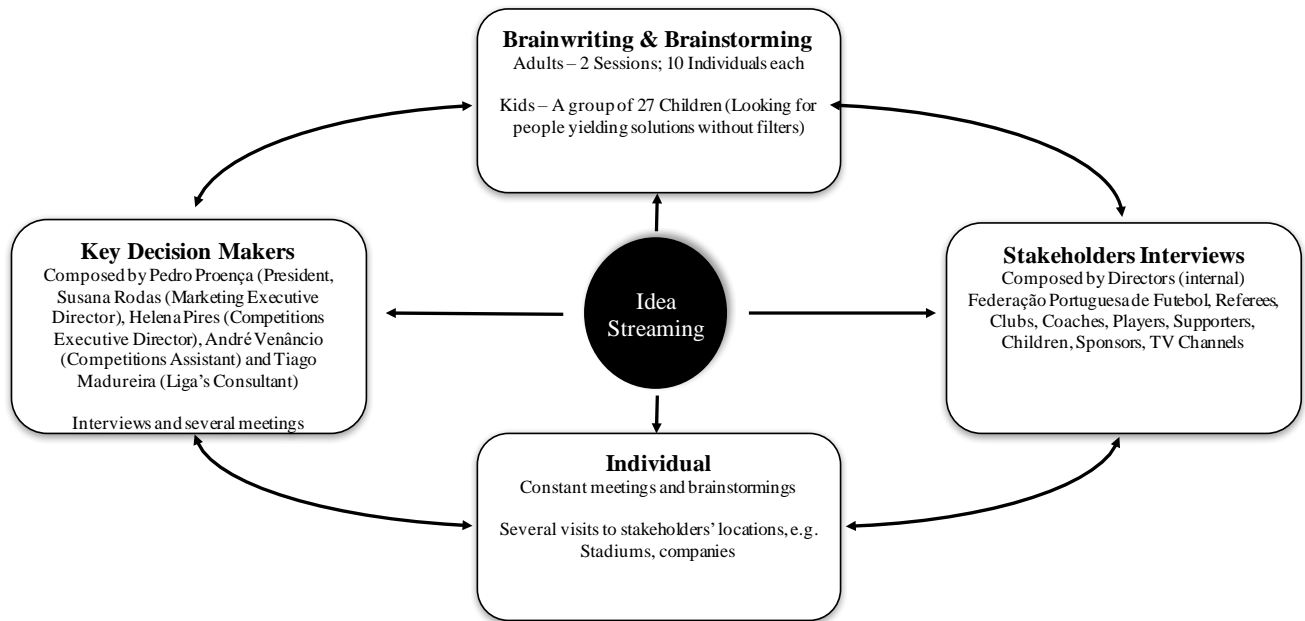 Brainwriting & Brainstorming
Adults – 2 Sessions; 10 Individuals each
Kids – A group of 27 Children (Looking for
people yielding solutions without filters)
Key Decision Makers
Composed by Pedro Proença (President,
Susana Rodas (Marketing Executive
Director), Helena Pires (Competitions
Executive Director), André Venâncio
(Competitions Assistant) and Tiago
Madureira (Liga’s Consultant)
Interviews and several meetings
Idea
Streaming
Stakeholders Interviews
Composed by Directors (internal)
Federação Portuguesa de Futebol, Referees,
Clubs, Coaches, Players, Supporters,
Children, Sponsors, TV Channels
Individual
Constant meetings and brainstormings
Several visits to stakeholders’ locations, e.g.
Stadiums, companies